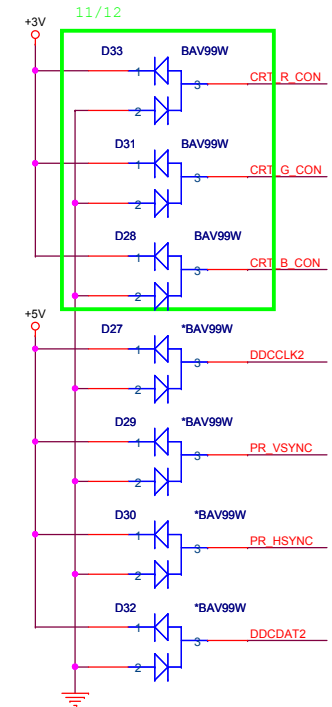 11/12
+3V
D33 BAV99W
1
3 CRT_R_CON
2
D31 BAV99W
1
3 CRT_G_CON
2
D28 BAV99W
1
3 CRT_B_CON
2
+5V
D27 *BAV99W
1
3 DDCCLK2
2
D29 *BAV99W
1
3 PR_VSYNC
2
D30 *BAV99W
1
3 PR_HSYNC
2
D32 *BAV99W
1
3 DDCDAT2
2